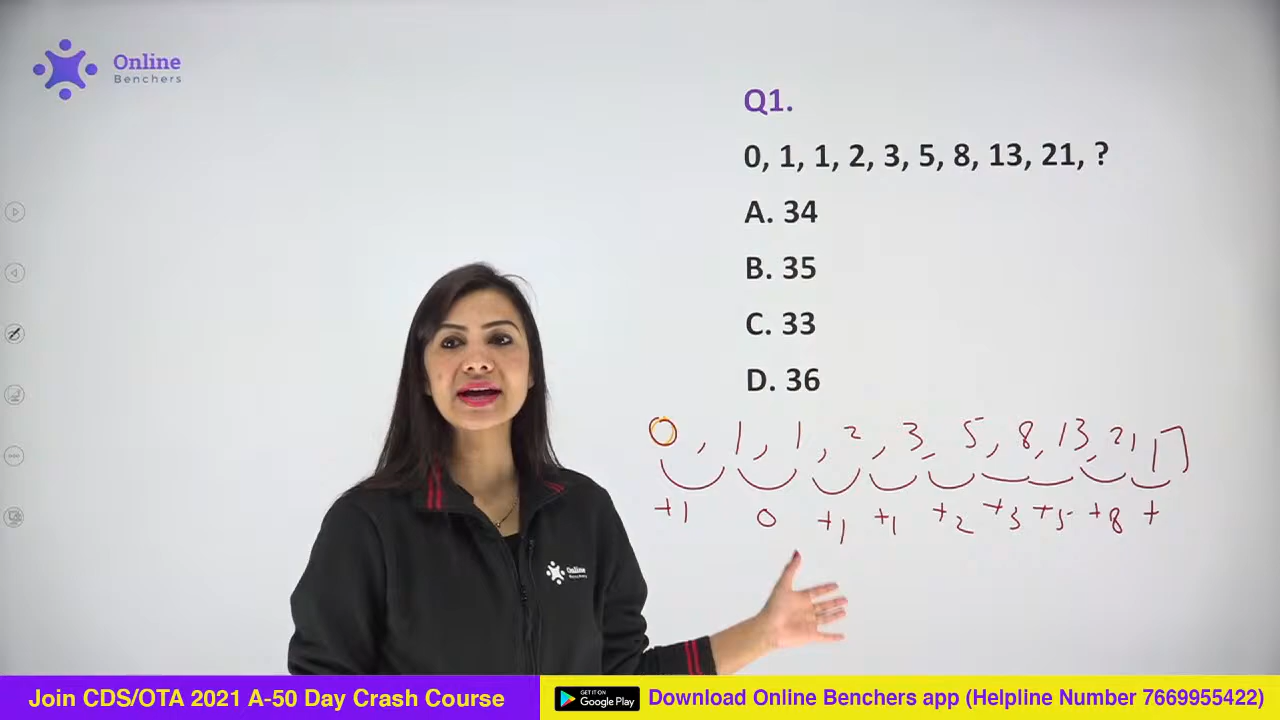 Online
Benchers
Q1.
0, 1, 1, 2, 3, 5, 8, 13, 21, ?
A. 34
B. 35
C. 33
D. 36
0, 1, 1, 2, 3, 5, 8, 13, 21,
+1 0 +1 +1 +2 +3 +5 +8 +
Online
Join CDS/OTA 2021 A-50 Day Crash Course
GET IT ON
Google Play
Download Online Benchers app (Helpline Number 7669955422)